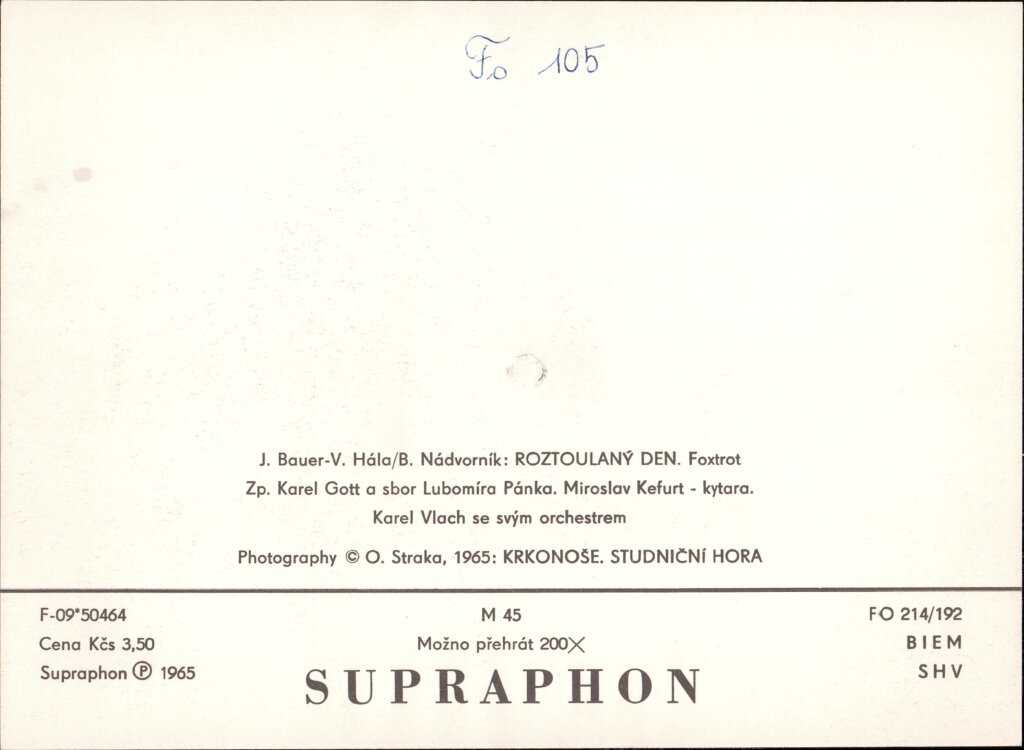 Fo 105
J. Bauer-V. Hála/B. Nádvorník: ROZTOULANÝ DEN. Foxtrot
Zp. Karel Gott a sbor Lubomíra Pánka. Miroslav Kefurt - kytara.
Karel Vlach se svým orchestrem
Photography © O. Straka, 1965: KRKONOŠE. STUDNIČNÍ HORA
F-09*50464
Cena Kčs 3,50
Supraphon Ⓟ 1965
M 45
Možno přehrát 200X
SUPRAPHON
FO 214/192
BIEM
SHV